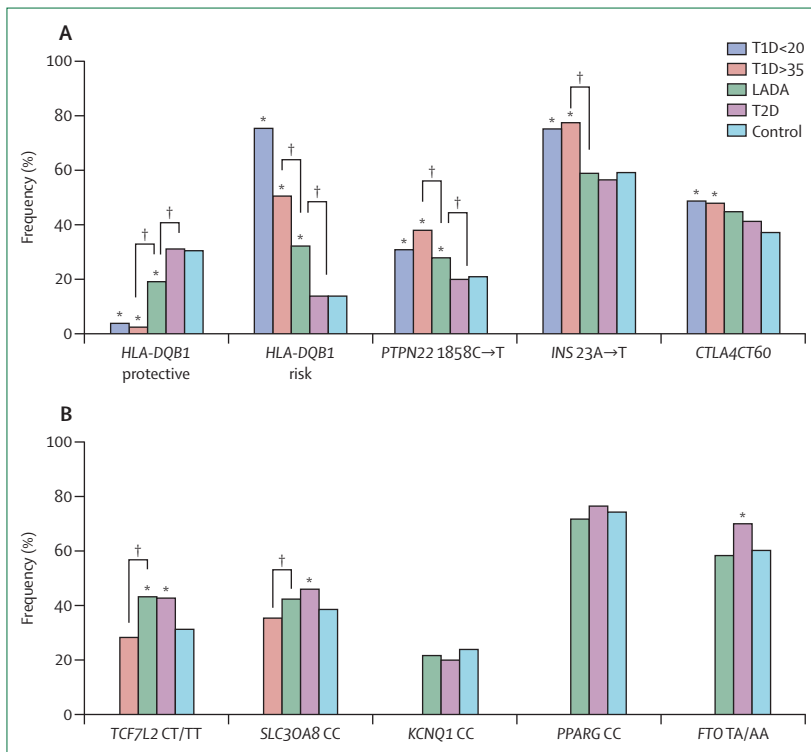 A
T1D<20
T1D>35
LADA
T2D
Control
Frequency (%)
100
80
60
40
20
0
* * * † †
* * * † †
* * * † †
* * †
* *
HLA-DQB1
protective
HLA-DQB1
risk
PTPN22 1858C→T
INS 23A→T
CTLA4CT60
B
Frequency (%)
100
80
60
40
20
0
† * *
† *
*
TCF7L2 CT/TT
SLC30A8 CC
KCNQ1 CC
PPARG CC
FTO TA/AA